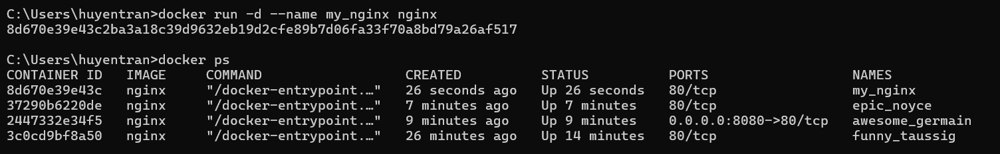 C:\Users\huyentran>docker run -d --name my_nginx nginx
8d670e39e43c2ba3a18c39d9632eb19d2cfe89b7d06fa33f70a8bd79a26af517
C:\Users\huyentran>docker ps
CONTAINER ID   IMAGE     COMMAND                  CREATED          STATUS          PORTS                  NAMES
8d670e39e43c   nginx     "/docker-entrypoint.…"   26 seconds ago   Up 26 seconds   80/tcp                 my_nginx
37290b6220de   nginx     "/docker-entrypoint.…"   7 minutes ago    Up 7 minutes    80/tcp                 epic_noyce
2447332e34f5   nginx     "/docker-entrypoint.…"   9 minutes ago    Up 9 minutes    0.0.0.0:8080->80/tcp   awesome_germain
3c0cd9bf8a50   nginx     "/docker-entrypoint.…"   26 minutes ago   Up 14 minutes   80/tcp                 funny_taussig